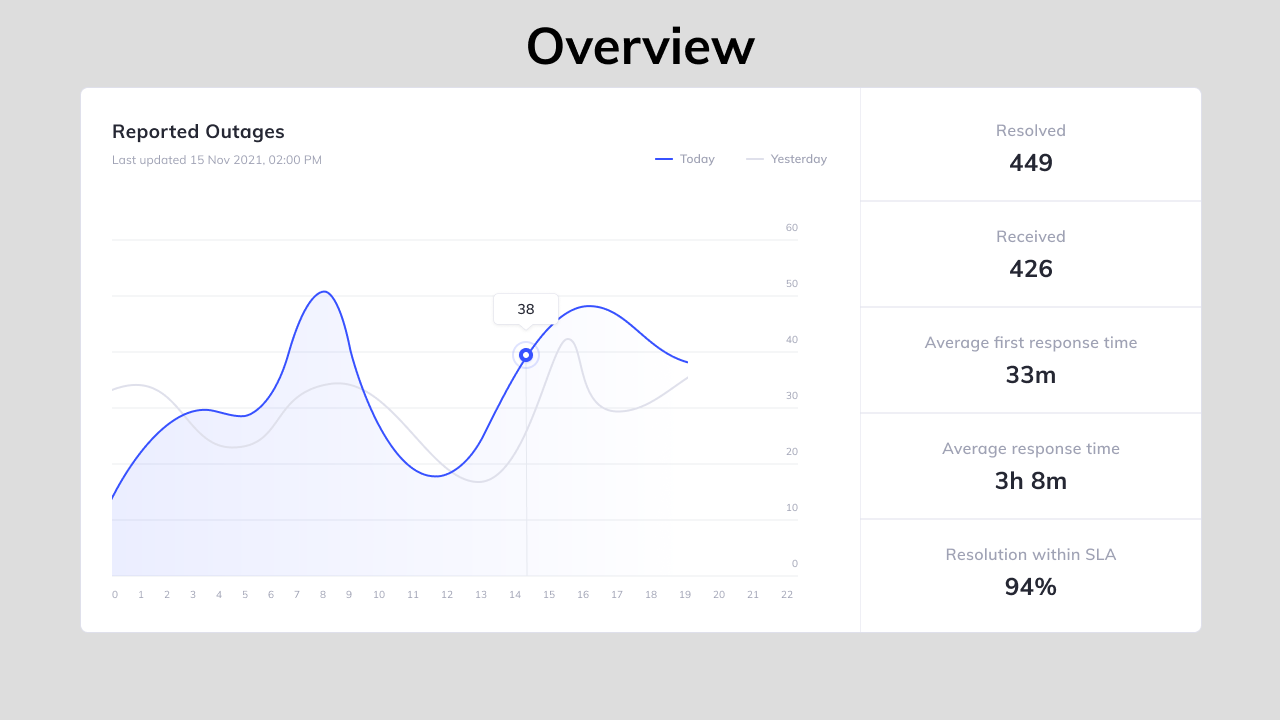 Overview
Reported Outages
Last updated 15 Nov 2021, 02:00 PM
Today
Yesterday
60
50
38
40
30
20
10
0
0 1 2 3 4 5 6 7 9 10 11 12 13 14 15 16 17 18 19 20 21 22
Resolved
449
Received
426
Average first response time
33m
Average response time
3h 8m
Resolution within SLA
94%